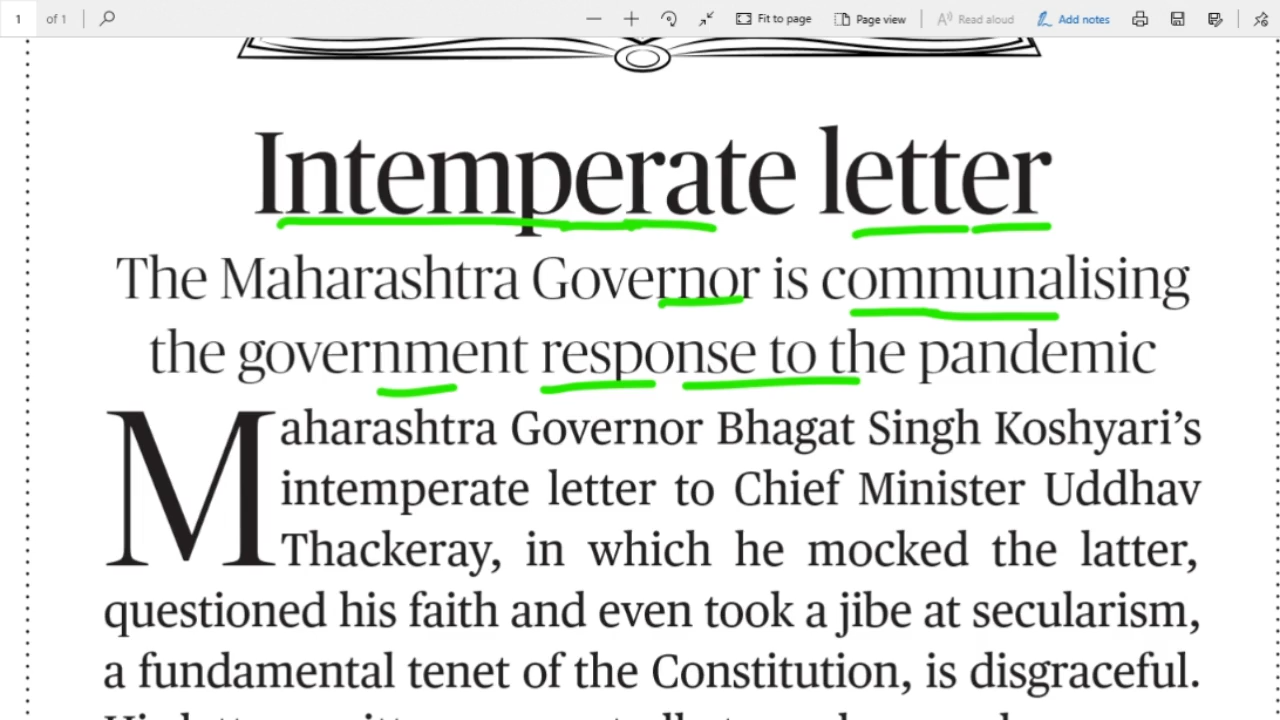 1 of 1 Fit to page Page view Read aloud Add notes
Intemperate letter
The Maharashtra Governor is communalising
the government response to the pandemic
Maharashtra Governor Bhagat Singh Koshyari’s
intemperate letter to Chief Minister Uddhav
Thackeray, in which he mocked the latter,
questioned his faith and even took a jibe at secularism,
a fundamental tenet of the Constitution, is disgraceful.